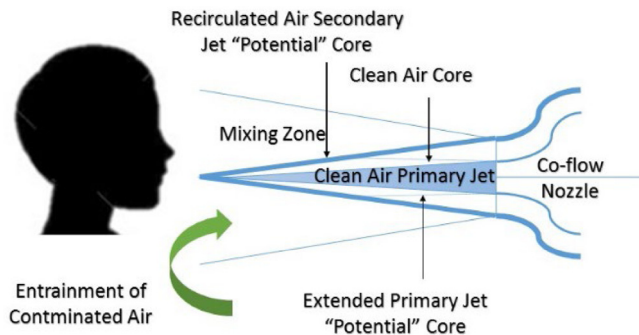 Recirculated Air Secondary
Jet “Potential” Core
Clean Air Core
Mixing Zone
Clean Air Primary Jet
Co-flow
Nozzle
Entrainment of
Contminated Air
Extended Primary Jet
“Potential” Core